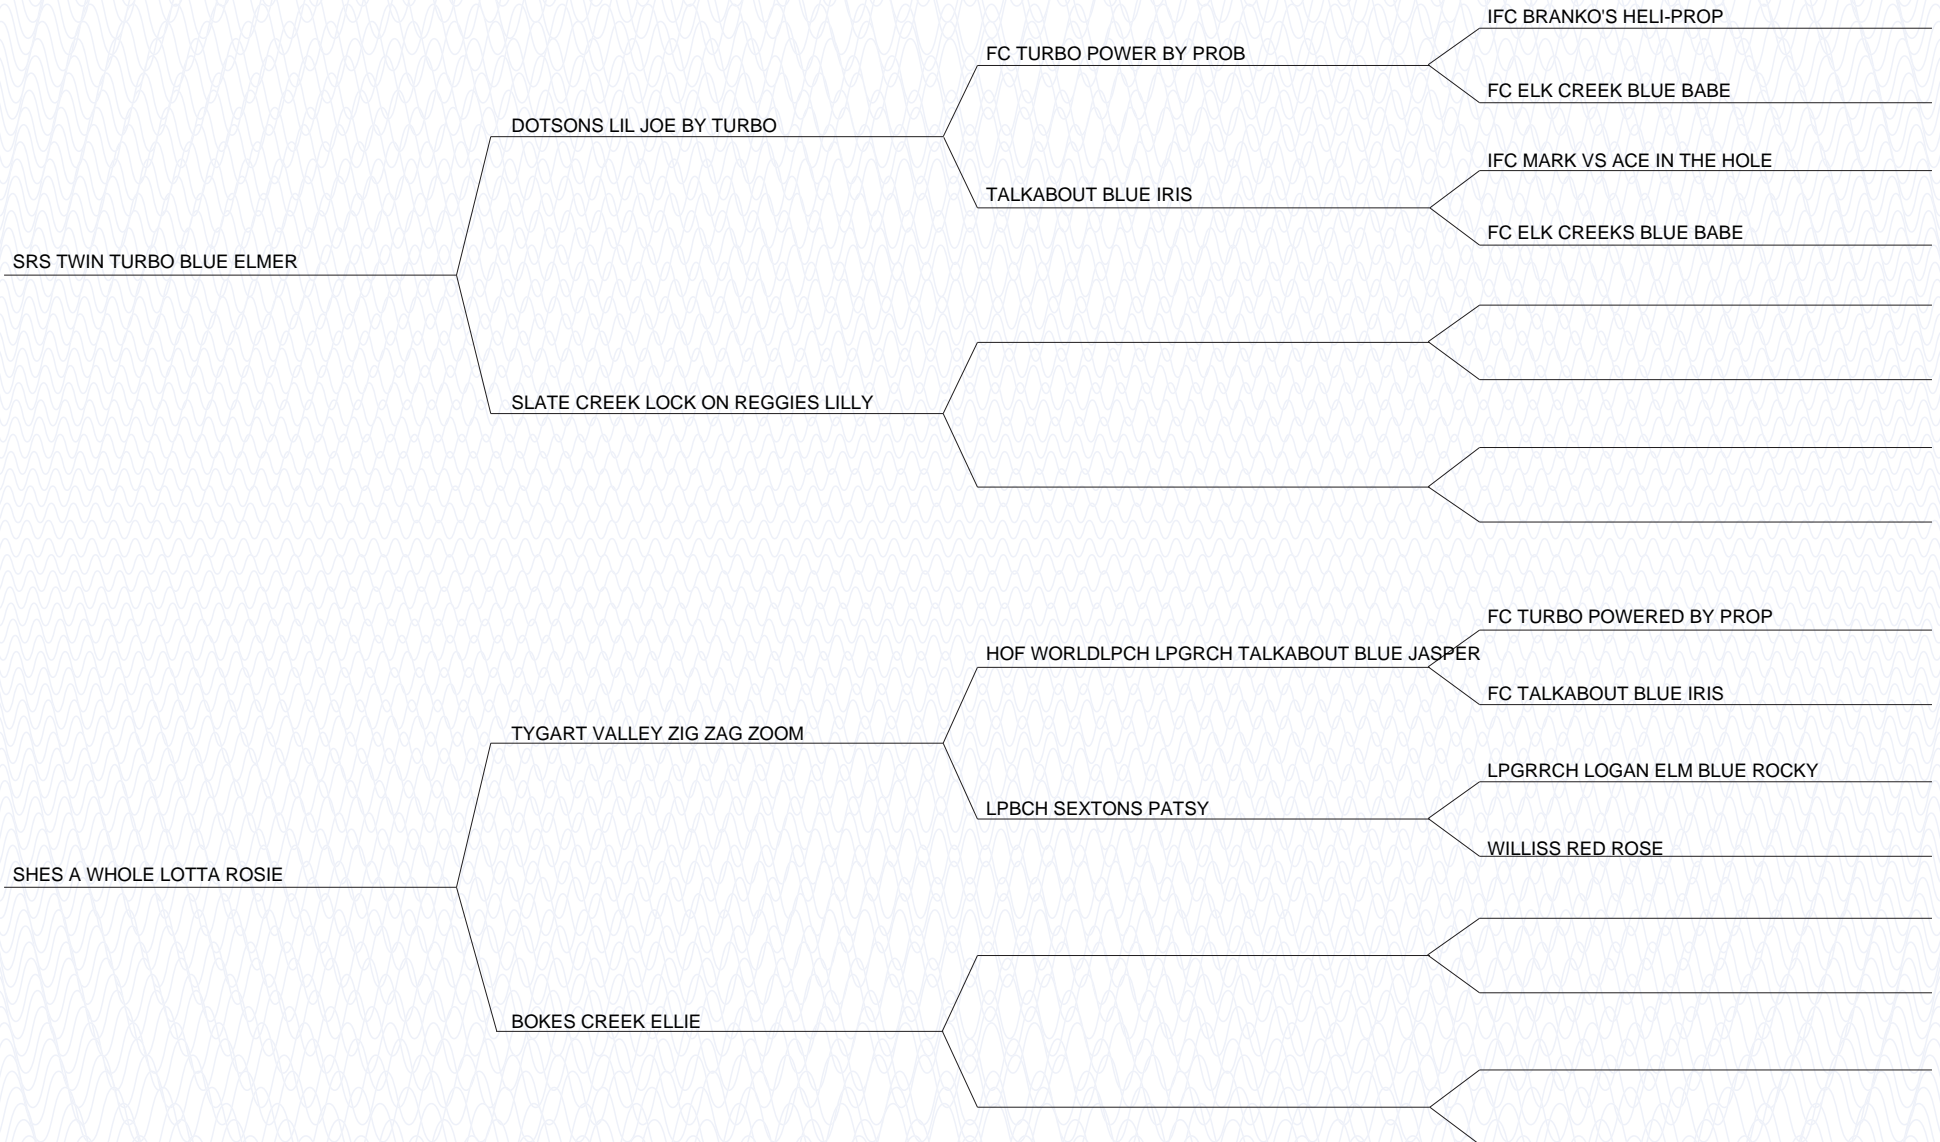 IFC BRANKO'S HELI-PROP
FC TURBO POWER BY PROB
FC ELK CREEK BLUE BABE
DOTSONS LIL JOE BY TURBO
IFC MARK VS ACE IN THE HOLE
TALKABOUT BLUE IRIS
FC ELK CREEKS BLUE BABE
SRS TWIN TURBO BLUE ELMER
SLATE CREEK LOCK ON REGGIES LILLY
FC TURBO POWERED BY PROP
HOF WORLDLPCH LPGRCH TALKABOUT BLUE JASPER
FC TALKABOUT BLUE IRIS
TYGART VALLEY ZIG ZAG ZOOM
LPGRRCH LOGAN ELM BLUE ROCKY
LPBCH SEXTONS PATSY
WILLISS RED ROSE
SHES A WHOLE LOTTA ROSIE
BOKES CREEK ELLIE